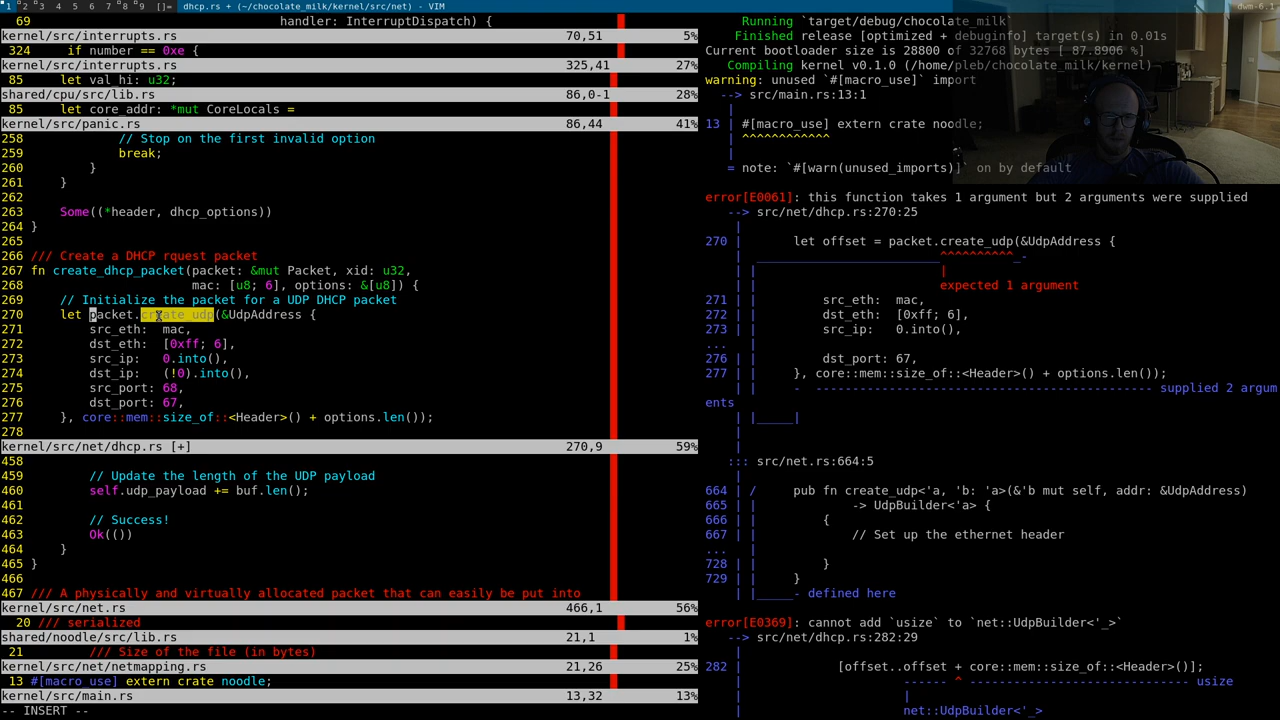 1 2 3 4 5 6 7 8 9 []= dhcp.rs + (~/chocolate_milk/kernel/src/net) - VIM dwm-6.1
69 handler: InterruptDispatch) {
kernel/src/interrupts.rs 70,51 5%
324 if number == 0xe {
kernel/src/interrupts.rs 325,41 27%
85 let val_hi: u32;
shared/cpu/src/lib.rs 86,0-1 28%
85 let core_addr: *mut CoreLocals =
kernel/src/panic.rs 86,44 41%
258 // Stop on the first invalid option
259 break;
260 }
261 }
262
263 Some((*header, dhcp_options))
264 }
265
266 /// Create a DHCP rquest packet
267 fn create_dhcp_packet(packet: &mut Packet, xid: u32,
268 mac: [u8; 6], options: &[u8]) {
269 // Initialize the packet for a UDP DHCP packet
270 let packet.create_udp(&UdpAddress {
271 src_eth: mac,
272 dst_eth: [0xff; 6],
273 src_ip: 0.into(),
274 dst_ip: (!0).into(),
275 src_port: 68,
276 dst_port: 67,
277 }, core::mem::size_of::<Header>() + options.len());
278
kernel/src/net/dhcp.rs [+] 270,9 59%
458
459 // Update the length of the UDP payload
460 self.udp_payload += buf.len();
461
462 // Success!
463 Ok(())
464 }
465 }
466
467 /// A physically and virtually allocated packet that can easily be put into
kernel/src/net.rs 466,1 56%
20 /// serialized
shared/noodle/src/lib.rs 21,1 1%
21 /// Size of the file (in bytes)
kernel/src/net/netmapping.rs 21,26 25%
13 #[macro_use] extern crate noodle;
kernel/src/main.rs 13,32 13%
-- INSERT --
Running `target/debug/chocolate_milk`
Finished release [optimized + debuginfo] target(s) in 0.01s
Current bootloader size is 28800 of 32768 bytes [ 87.8906 %]
Compiling kernel v0.1.0 (/home/pleb/chocolate_milk/kernel)
warning: unused `#[macro_use]` import
--> src/main.rs:13:1
|
13 | #[macro_use] extern crate noodle;
| ^^^^^^^^^^^^
|
= note: `#[warn(unused_imports)]` on by default
error[E0061]: this function takes 1 argument but 2 arguments were supplied
--> src/net/dhcp.rs:270:25
|
270 | let offset = packet.create_udp(&UdpAddress {
| _________________________^^^^^^^^^^_-
| | |
| | expected 1 argument
271 | | src_eth: mac,
272 | | dst_eth: [0xff; 6],
273 | | src_ip: 0.into(),
... |
276 | | dst_port: 67,
277 | | }, core::mem::size_of::<Header>() + options.len());
| | - --------------------------------------------- supplied 2 argum
ents
| |_____|
|
|
::: src/net.rs:664:5
|
664 | / pub fn create_udp<'a, 'b: 'a>(&'b mut self, addr: &UdpAddress)
665 | | -> UdpBuilder<'a> {
666 | | {
667 | | // Set up the ethernet header
... |
728 | | }
729 | | }
| |_____- defined here
error[E0369]: cannot add `usize` to `net::UdpBuilder<'_>`
--> src/net/dhcp.rs:282:29
|
282 | [offset..offset + core::mem::size_of::<Header>()];
| ------ ^ ----------------------------- usize
| |
| net::UdpBuilder<'_>